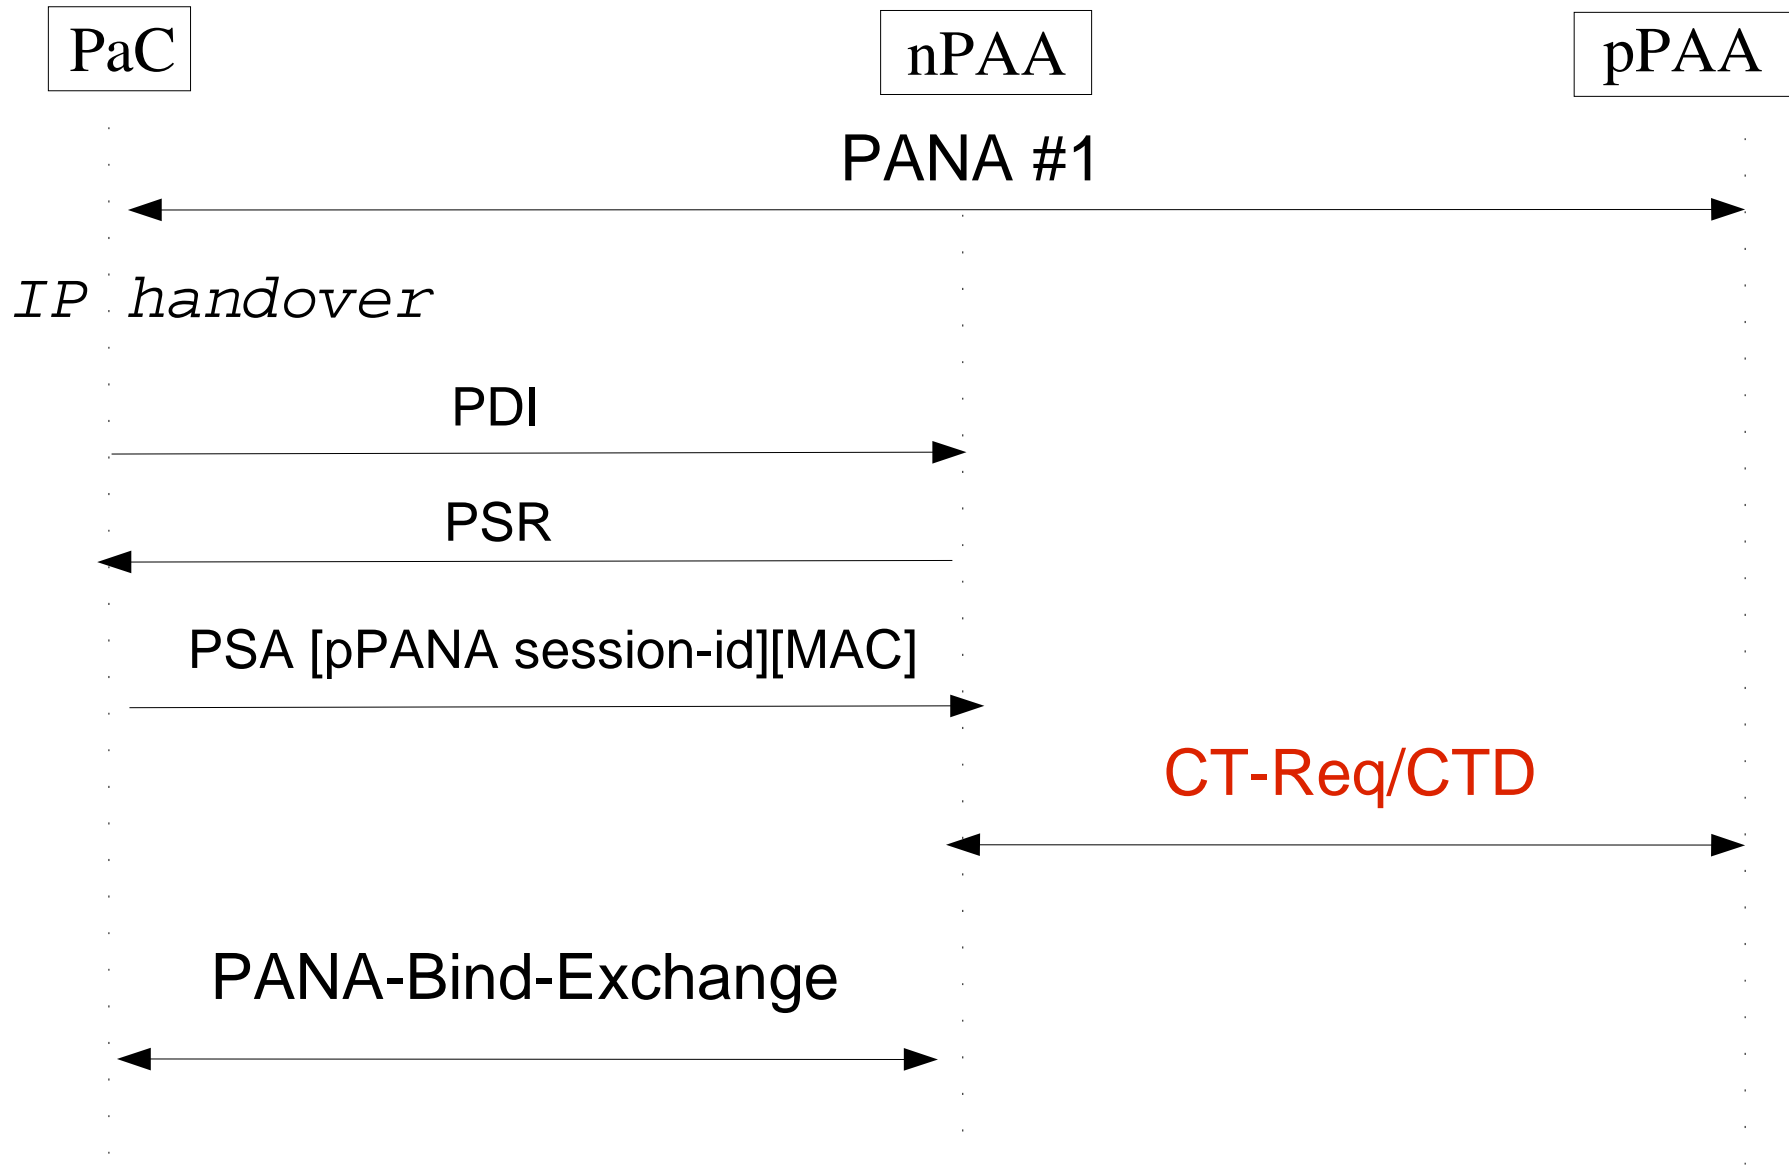 PaC nPAA pPAA
PANA #1
IP handover
PDI
PSR
PSA [pPANA session-id][MAC]
CT-Req/CTD
PANA-Bind-Exchange